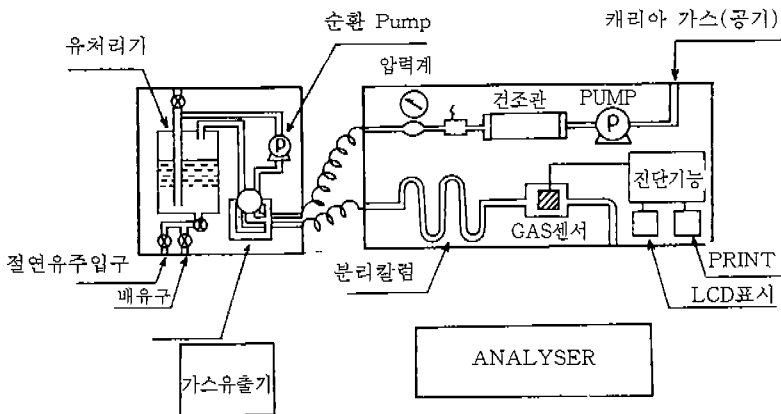 순환 Pump
캐리아 가스(공기)
유처리기
압력계
건조관
PUMP
P
P
진단기능
GAS센서
절연유주입구
배유구
분리칼럼
PRINT
LCD표시
가스유출기
ANALYSER